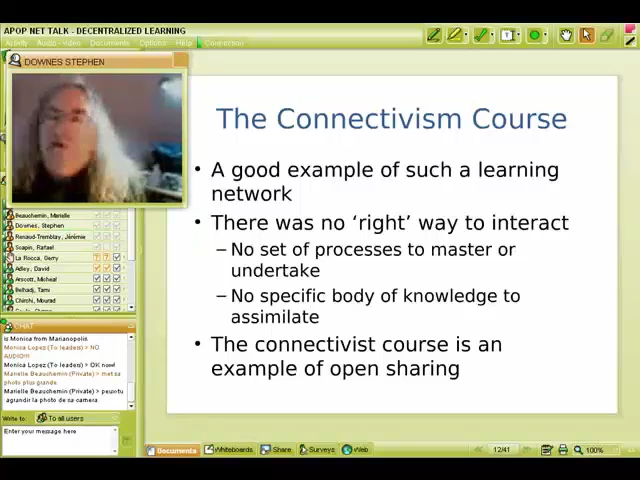 APOP NET TALK - DECENTRALIZED LEARNING
Activity Audio - video Documents Options Help Connection
DOWNES STEPHEN
The Connectivism Course
• A good example of such a learning
network
• There was no ‘right’ way to interact
– No set of processes to master or
undertake
– No specific body of knowledge to
assimilate
• The connectivist course is an
example of open sharing
Beauchemin, Marielle
Downes, Stephen
Renaud-Tremblay, Jérémie
Scapin, Rafael
La Rocca, Gerry
Adley, David
Arscott, Micheal
Belhadj, Tami
Chirchi, Mourad
CHAT
is Monica from Marianapolis
Monica Lopez (To leaders) > NO
AUDIO!!!
Monica Lopez (To leaders) > OK now!
Marielle Beauchemin (Private) > met sa
photo plus grande
Marielle Beauchemin (Private) > peux-tu
agrandir la photo de sa camera
Write to: To all users
Enter your message here
Documents Whiteboards Share Surveys Web 12/41 100%